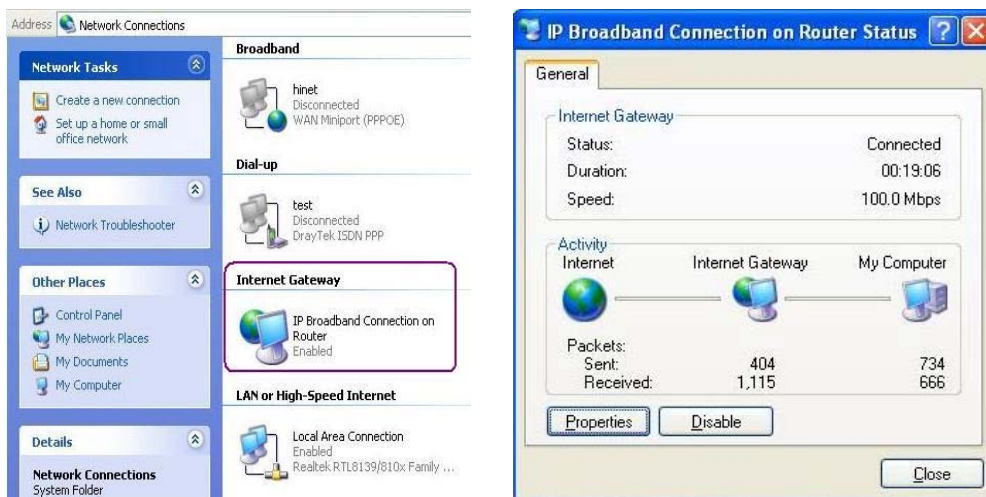 Address Network Connections
Network Tasks
Create a new connection
Set up a home or small
office network
See Also
Network Troubleshooter
Other Places
Control Panel
My Network Places
My Documents
My Computer
Details
Network Connections
System Folder
Broadband
hinet
Disconnected
WAN Miniport (PPPOE)
Dial-up
test
Disconnected
DrayTek ISDN PPP
Internet Gateway
IP Broadband Connection on
Router
Enabled
LAN or High-Speed Internet
Local Area Connection
Enabled
Realtek RTL8139/810x Family ...
IP Broadband Connection on Router Status
General
Internet Gateway
Status: Connected
Duration: 00:19:06
Speed: 100.0 Mbps
Activity
Internet Internet Gateway My Computer
Packets:
Sent: 404 734
Received: 1,115 666
Properties Disable
Close